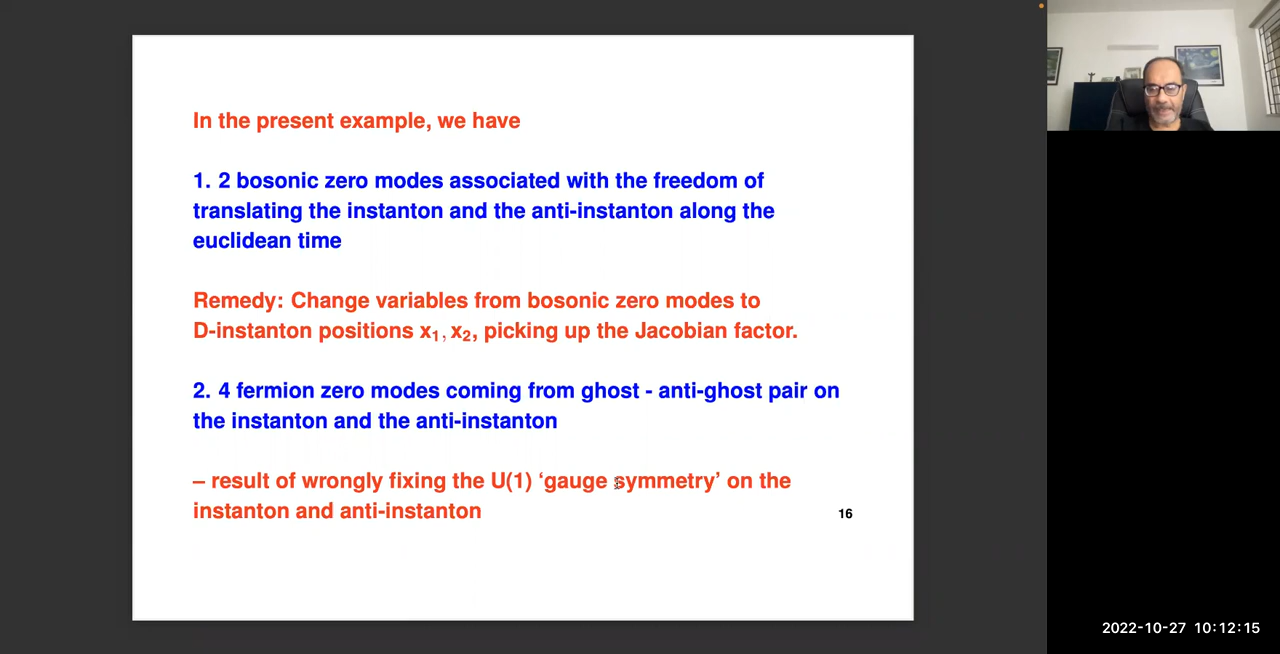 In the present example, we have
1. 2 bosonic zero modes associated with the freedom of
translating the instanton and the anti-instanton along the
euclidean time
Remedy: Change variables from bosonic zero modes to
D-instanton positions x₁, x₂, picking up the Jacobian factor.
2. 4 fermion zero modes coming from ghost - anti-ghost pair on
the instanton and the anti-instanton
– result of wrongly fixing the U(1) ‘gauge symmetry’ on the
instanton and anti-instanton
16
2022-10-27 10:12:15